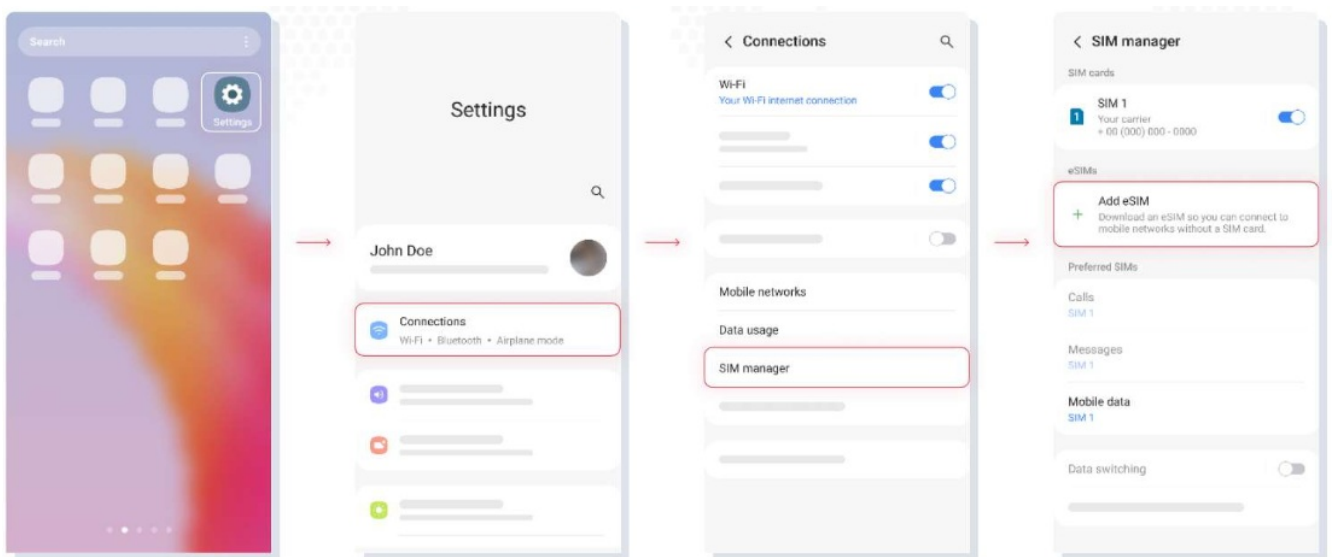 Search
Settings
Settings
John Doe
Connections
Wi-Fi • Bluetooth • Airplane mode
Connections
Wi-Fi
Your Wi-Fi internet connection
Mobile networks
Data usage
SIM manager
SIM manager
SIM cards
1
SIM 1
Your carrier
+ 00 (000) 000 - 0000
eSIMs
Add eSIM
Download an eSIM so you can connect to
mobile networks without a SIM card.
Preferred SIMs
Calls
SIM 1
Messages
SIM 1
Mobile data
SIM 1
Data switching